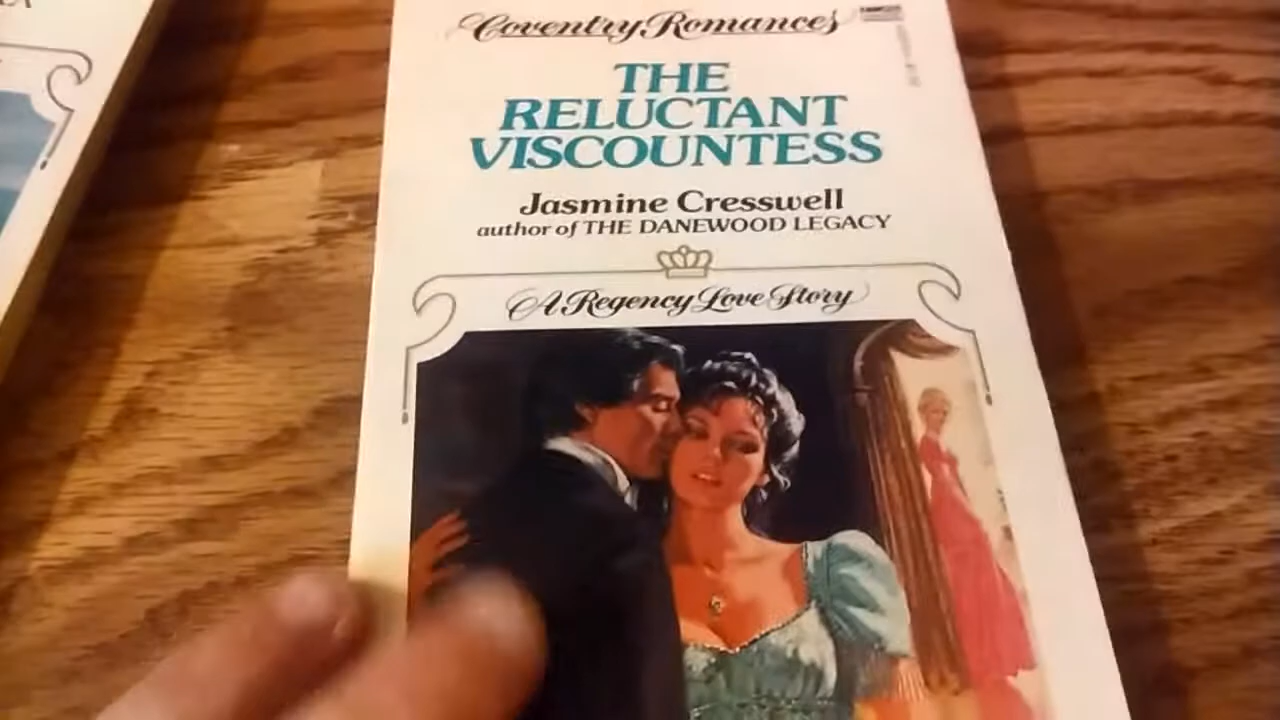 Coventry Romances
THE
RELUCTANT
VISCOUNTESS
Jasmine Cresswell
author of THE DANEWOOD LEGACY
A Regency Love Story